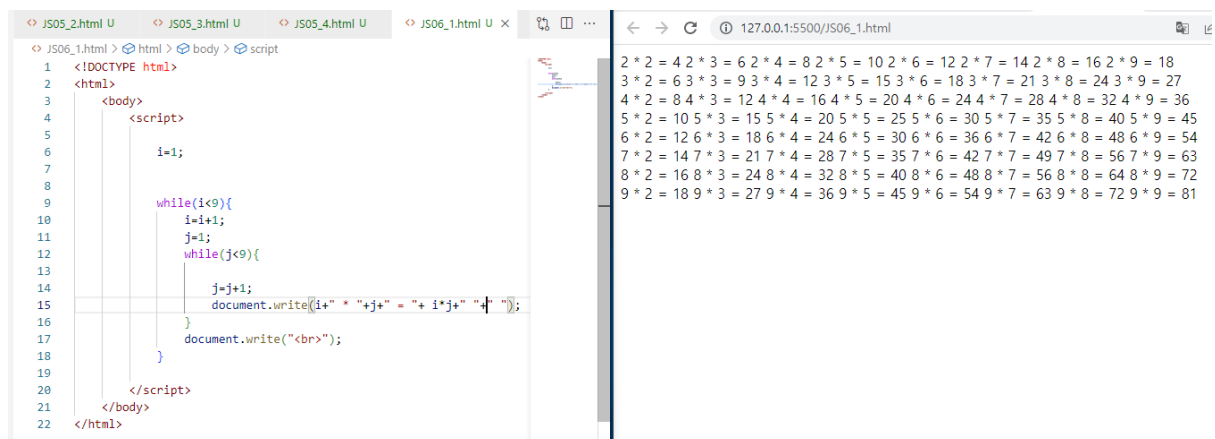 JS05_2.html U JS05_3.html U JS05_4.html U JS06_1.html U
JS06_1.html > html > body > script
1 <!DOCTYPE html>
2 <html>
3 <body>
4 <script>
5
6 i=1;
7
8
9 while(i<9){
10 i=i+1;
11 j=1;
12 while(j<9){
13
14 j=j+1;
15 document.write(i+" * "+j+" = "+ i*j+" "+" ");
16 }
17 document.write("<br>");
18 }
19
20 </script>
21 </body>
22 </html>
127.0.0.1:5500/JS06_1.html
2 * 2 = 4 2 * 3 = 6 2 * 4 = 8 2 * 5 = 10 2 * 6 = 12 2 * 7 = 14 2 * 8 = 16 2 * 9 = 18
3 * 2 = 6 3 * 3 = 9 3 * 4 = 12 3 * 5 = 15 3 * 6 = 18 3 * 7 = 21 3 * 8 = 24 3 * 9 = 27
4 * 2 = 8 4 * 3 = 12 4 * 4 = 16 4 * 5 = 20 4 * 6 = 24 4 * 7 = 28 4 * 8 = 32 4 * 9 = 36
5 * 2 = 10 5 * 3 = 15 5 * 4 = 20 5 * 5 = 25 5 * 6 = 30 5 * 7 = 35 5 * 8 = 40 5 * 9 = 45
6 * 2 = 12 6 * 3 = 18 6 * 4 = 24 6 * 5 = 30 6 * 6 = 36 6 * 7 = 42 6 * 8 = 48 6 * 9 = 54
7 * 2 = 14 7 * 3 = 21 7 * 4 = 28 7 * 5 = 35 7 * 6 = 42 7 * 7 = 49 7 * 8 = 56 7 * 9 = 63
8 * 2 = 16 8 * 3 = 24 8 * 4 = 32 8 * 5 = 40 8 * 6 = 48 8 * 7 = 56 8 * 8 = 64 8 * 9 = 72
9 * 2 = 18 9 * 3 = 27 9 * 4 = 36 9 * 5 = 45 9 * 6 = 54 9 * 7 = 63 9 * 8 = 72 9 * 9 = 81